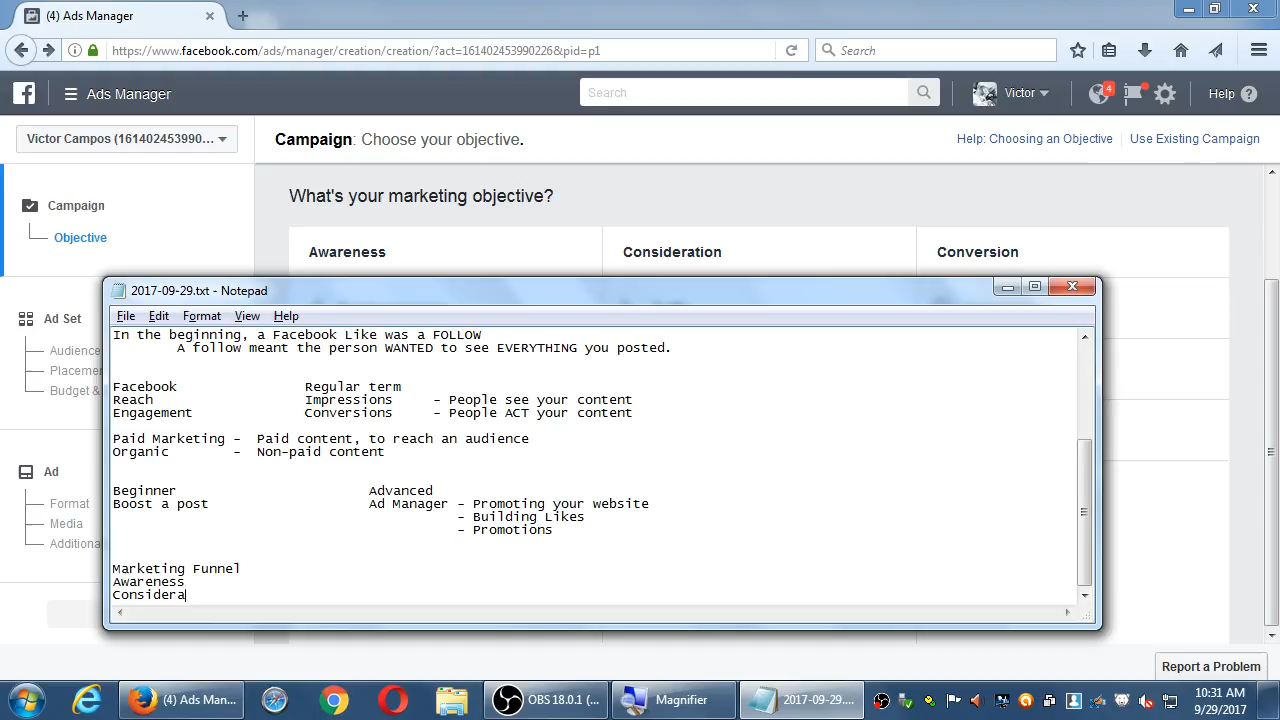 (4) Ads Manager
https://www.facebook.com/ads/manager/creation/creation/?act=161402453990226&pid=p1
Search
Ads Manager
Search
Victor
4
Help
Victor Campos (161402453990...
Campaign: Choose your objective.
Help: Choosing an Objective
Use Existing Campaign
Campaign
Objective
What's your marketing objective?
Awareness
Consideration
Conversion
Ad Set
Audience
Placeme
Budget &
Ad
Format
Media
Additiona
2017-09-29.txt - Notepad
File Edit Format View Help
In the beginning, a Facebook Like was a FOLLOW
A follow meant the person WANTED to see EVERYTHING you posted.
Facebook Regular term
Reach Impressions - People see your content
Engagement Conversions - People ACT your content
Paid Marketing - Paid content, to reach an audience
Organic - Non-paid content
Beginner Advanced
Boost a post Ad Manager - Promoting your website
- Building Likes
- Promotions
Marketing Funnel
Awareness
Considera
Report a Problem
(4) Ads Man...
OBS 18.0.1 (...
Magnifier
2017-09-29....
10:31 AM
9/29/2017